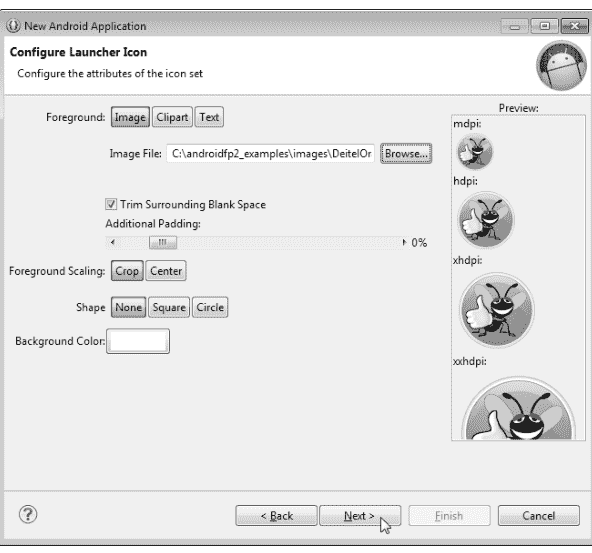 New Android Application
Configure Launcher Icon
Configure the attributes of the icon set
Foreground: Image Clipart Text
Image File: C:\androidfp2_examples\images\DeitelOr Browse...
Trim Surrounding Blank Space
Additional Padding:
0%
Foreground Scaling: Crop Center
Shape None Square Circle
Background Color:
Preview:
mdpi:
hdpi:
xhdpi:
xxhdpi:
?
< Back Next > Finish Cancel